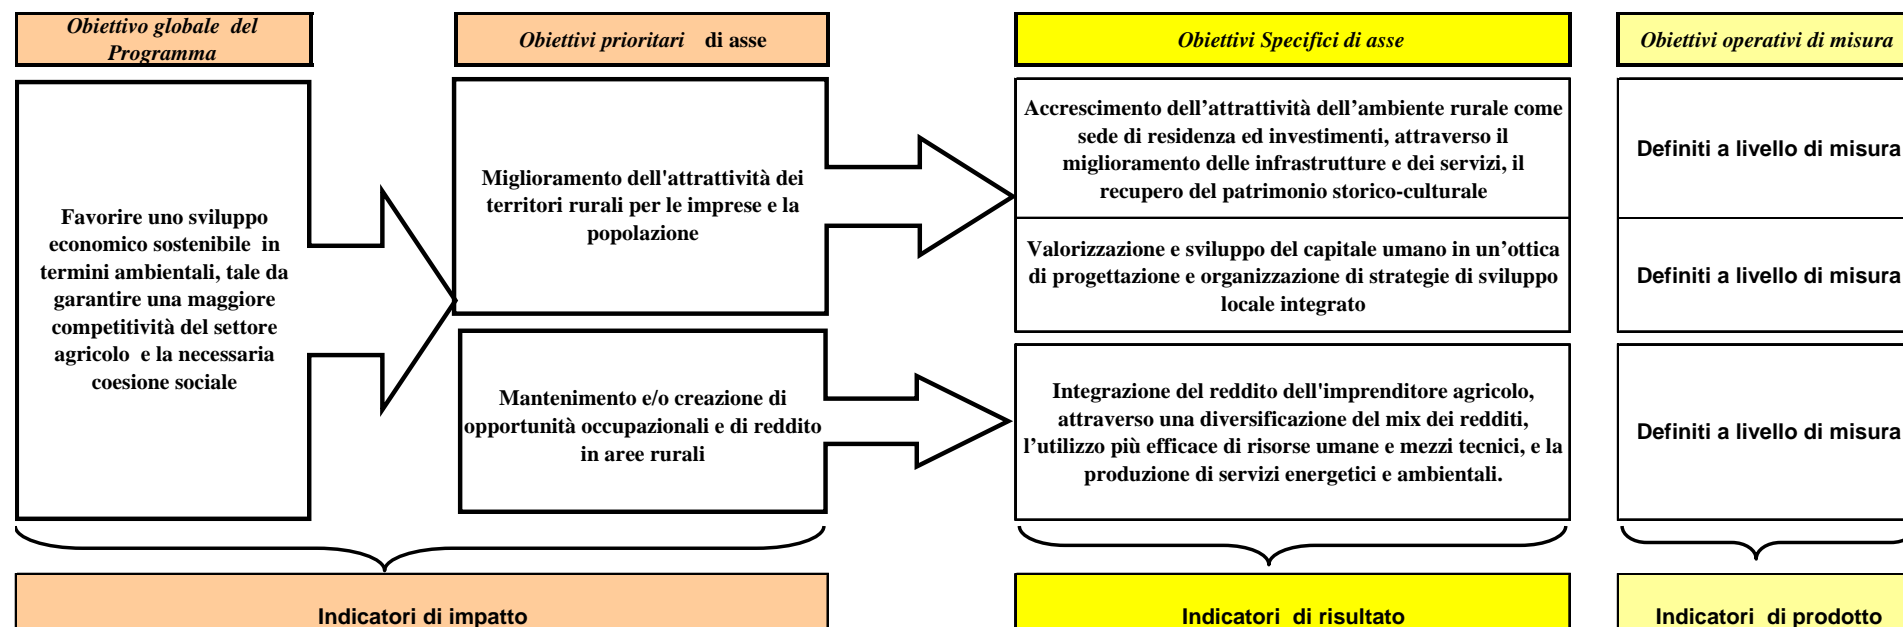 Obiettivo globale del
Programma
Obiettivi prioritari di asse
Obiettivi Specifici di asse
Obiettivi operativi di misura
Favorire uno sviluppo
economico sostenibile in
termini ambientali, tale da
garantire una maggiore
competitività del settore
agricolo e la necessaria
coesione sociale
Miglioramento dell'attrattività dei
territori rurali per le imprese e la
popolazione
Mantenimento e/o creazione di
opportunità occupazionali e di reddito
in aree rurali
Accrescimento dell’attrattività dell’ambiente rurale come
sede di residenza ed investimenti, attraverso il
miglioramento delle infrastrutture e dei servizi, il
recupero del patrimonio storico-culturale
Valorizzazione e sviluppo del capitale umano in un’ottica
di progettazione e organizzazione di strategie di sviluppo
locale integrato
Integrazione del reddito dell'imprenditore agricolo,
attraverso una diversificazione del mix dei redditi,
l’utilizzo più efficace di risorse umane e mezzi tecnici, e la
produzione di servizi energetici e ambientali.
Definiti a livello di misura
Definiti a livello di misura
Definiti a livello di misura
Indicatori di impatto
Indicatori di risultato
Indicatori di prodotto